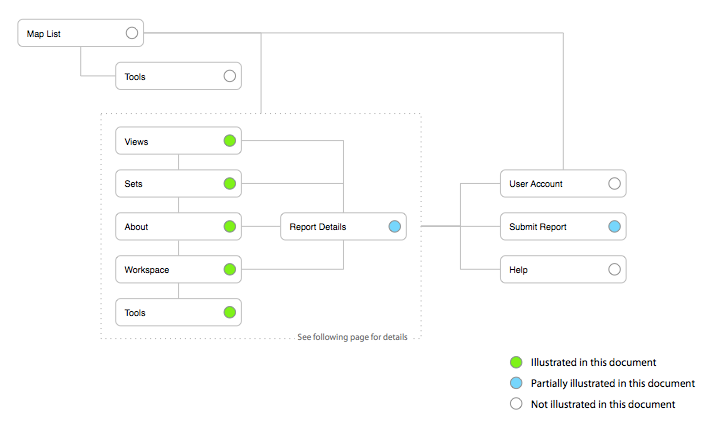 Map List
Tools
Views
Sets
About
Workspace
Tools
Report Details
User Account
Submit Report
Help
See following page for details
Illustrated in this document
Partially illustrated in this document
Not illustrated in this document